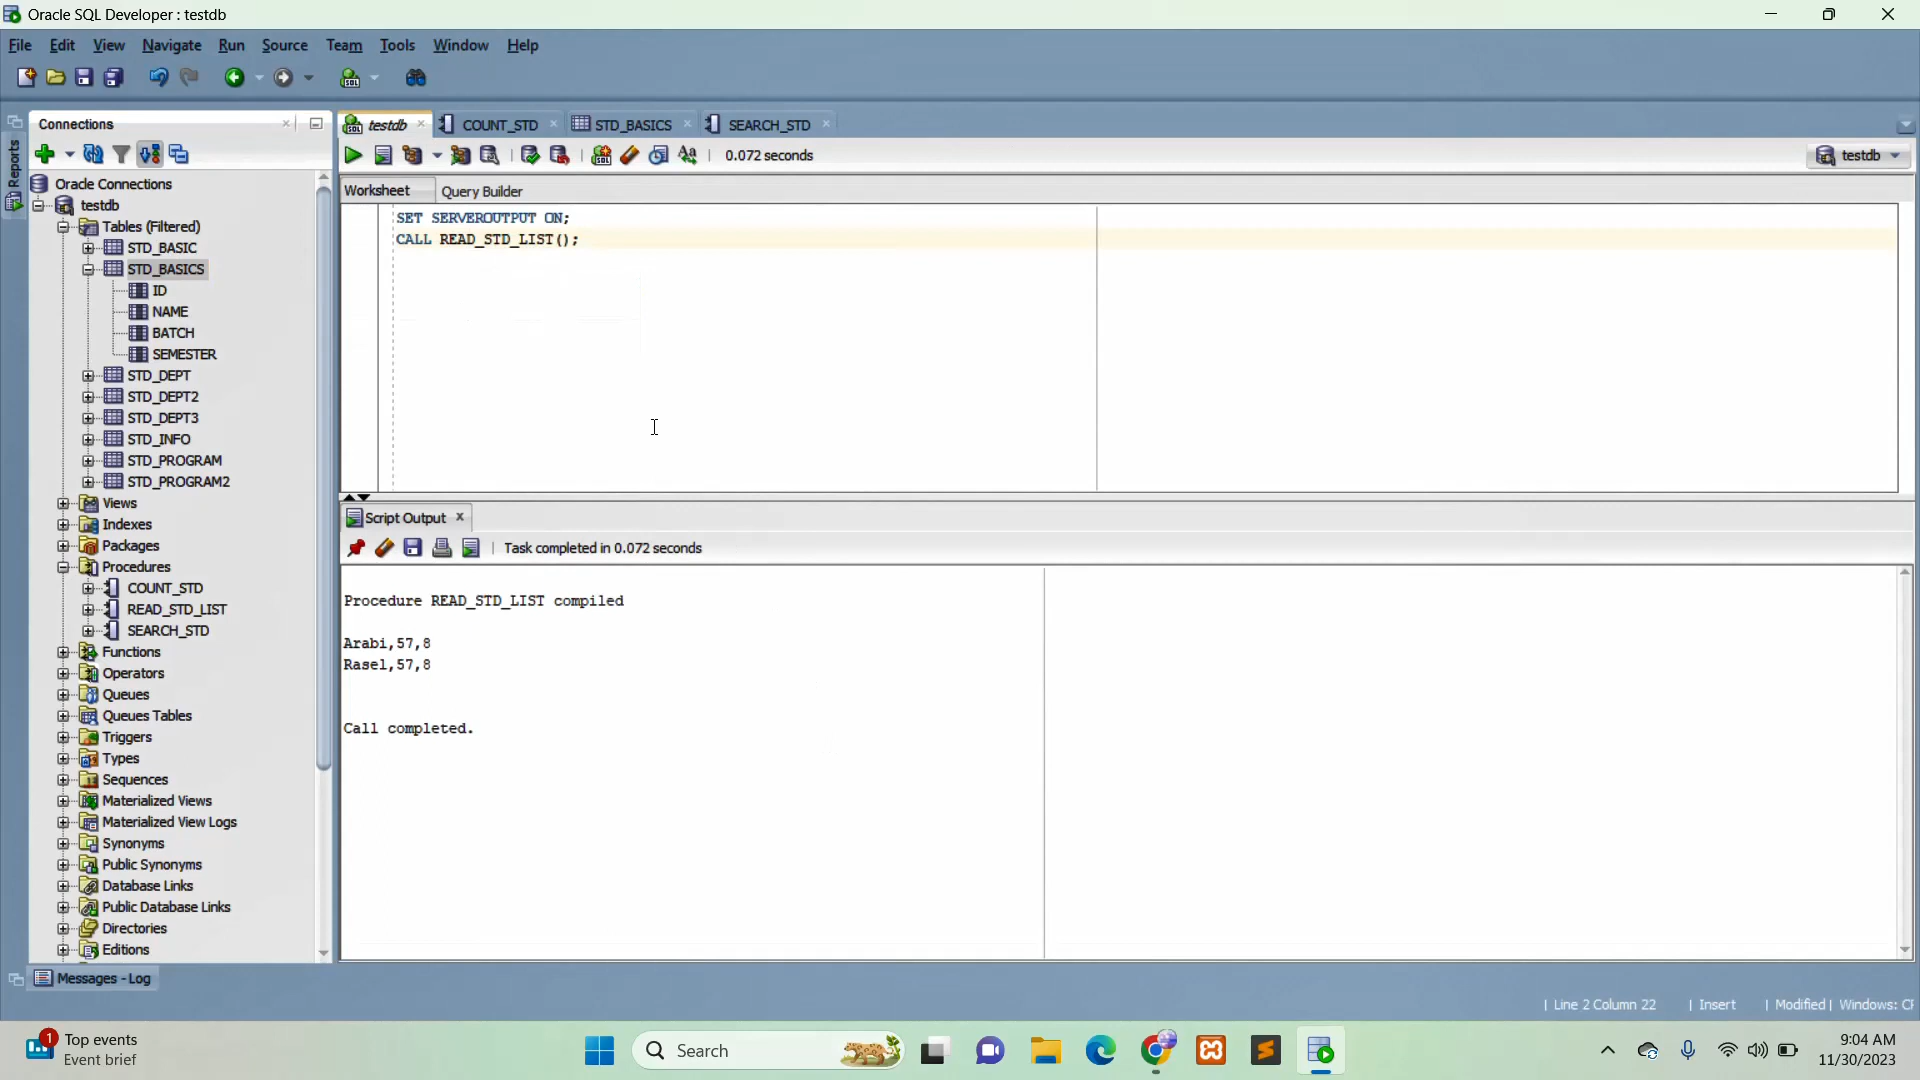 Oracle SQL Developer : testdb
File Edit View Navigate Run Source Team Tools Window Help
Reports
Connections
Oracle Connections
testdb
Tables (Filtered)
STD_BASIC
STD_BASICS
ID
NAME
BATCH
SEMESTER
STD_DEPT
STD_DEPT2
STD_DEPT3
STD_INFO
STD_PROGRAM
STD_PROGRAM2
Views
Indexes
Packages
Procedures
COUNT_STD
READ_STD_LIST
SEARCH_STD
Functions
Operators
Queues
Queues Tables
Triggers
Types
Sequences
Materialized Views
Materialized View Logs
Synonyms
Public Synonyms
Database Links
Public Database Links
Directories
Editions
testdb COUNT_STD STD_BASICS SEARCH_STD
0.072 seconds
testdb
Worksheet Query Builder
SET SERVEROUTPUT ON;
CALL READ_STD_LIST();
Script Output
Task completed in 0.072 seconds
Procedure READ_STD_LIST compiled
Arabi,57,8
Rasel,57,8
Call completed.
Messages - Log
Line 2 Column 22 Insert Modified Windows: CF
1
Top events
Event brief
Search
9:04 AM
11/30/2023